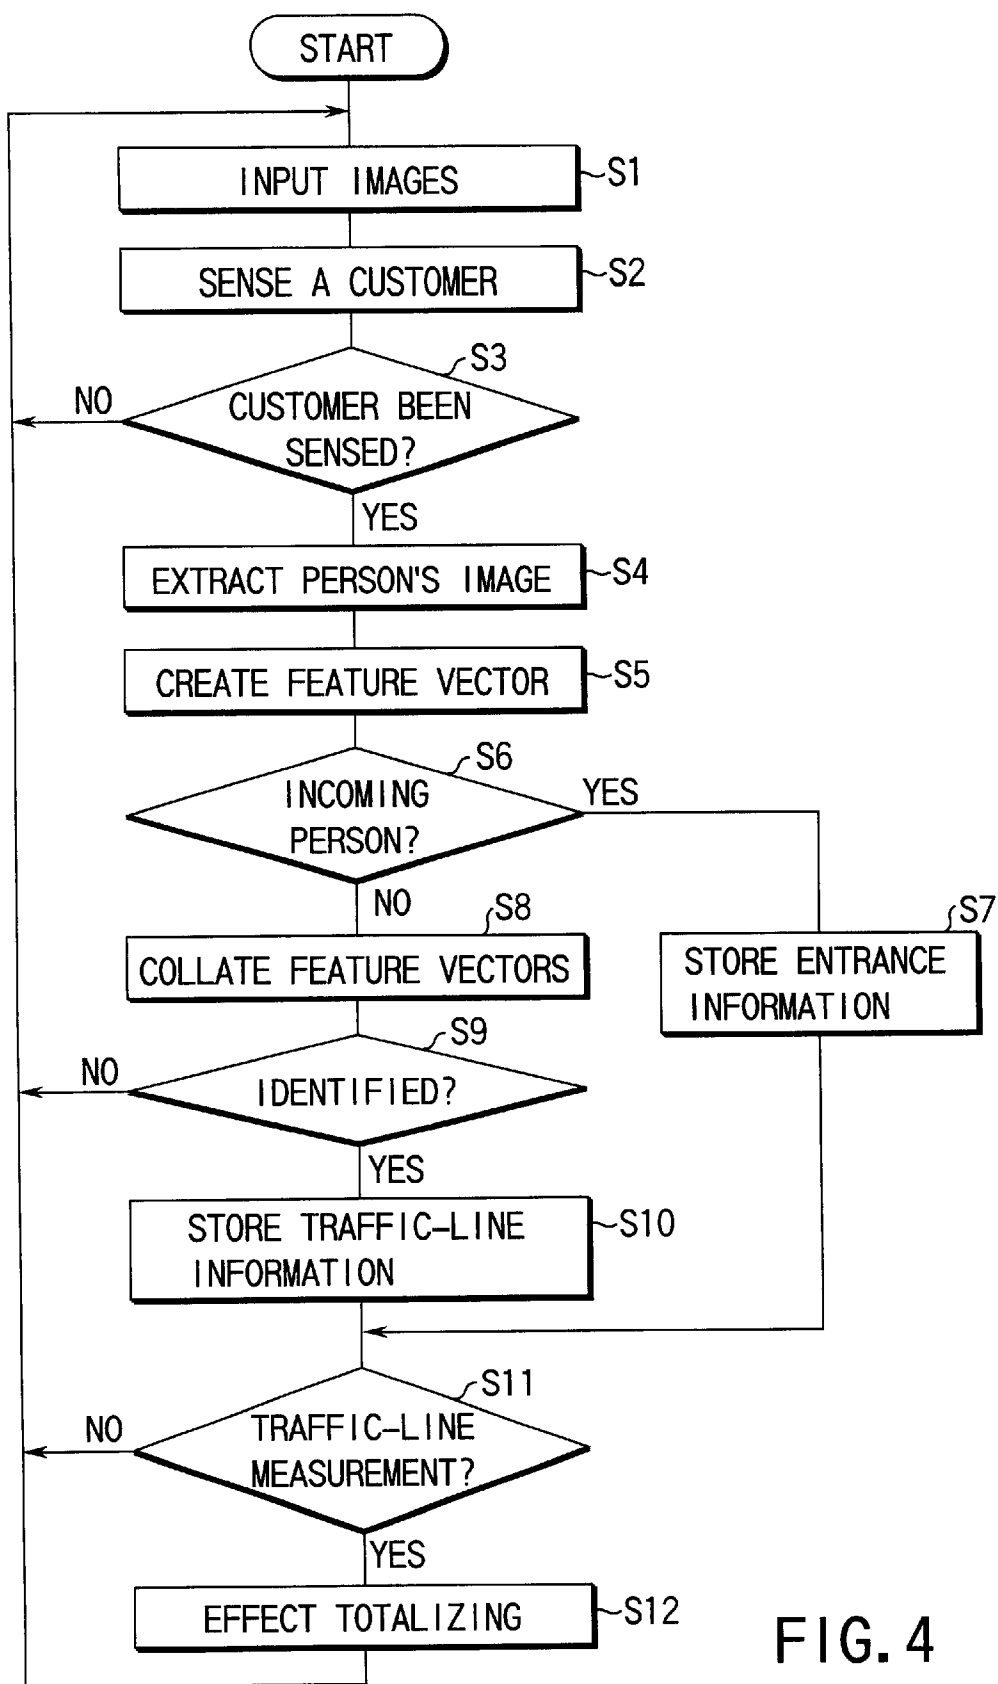 START
INPUT IMAGES
S1
SENSE A CUSTOMER
S2
S3
CUSTOMER BEEN
SENSED?
NO
YES
EXTRACT PERSON'S IMAGE
S4
CREATE FEATURE VECTOR
S5
S6
INCOMING
PERSON?
YES
NO
S7
STORE ENTRANCE
INFORMATION
S8
COLLATE FEATURE VECTORS
S9
IDENTIFIED?
NO
YES
STORE TRAFFIC-LINE
INFORMATION
S10
S11
TRAFFIC-LINE
MEASUREMENT?
NO
YES
EFFECT TOTALIZING
S12
FIG. 4